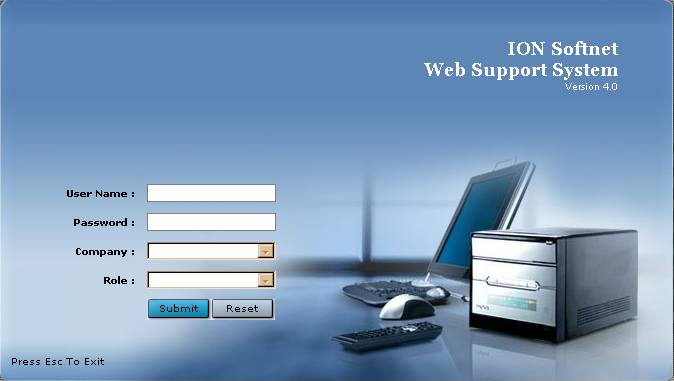 ION Softnet
Web Support System
Version 4.0
User Name :
Password :
Company :
Role :
Submit Reset
Press Esc To Exit